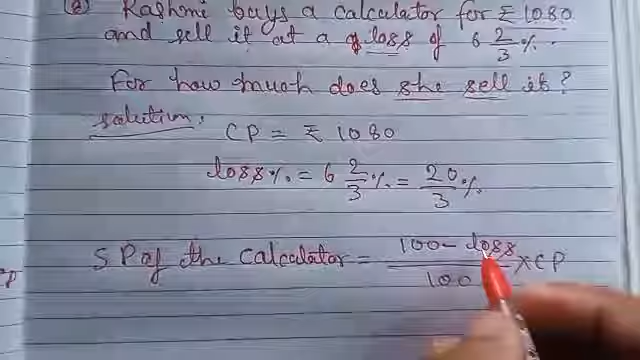 (8) Rashmi buys a calculator for ₹ 1080
and sell it at a loss of 6 2/3 %.
For how much does she sell it?
solution:
CP = ₹ 1080
loss % = 6 2/3 % = 20/3 %
SP of the calculator = 100 - loss / 100 × CP